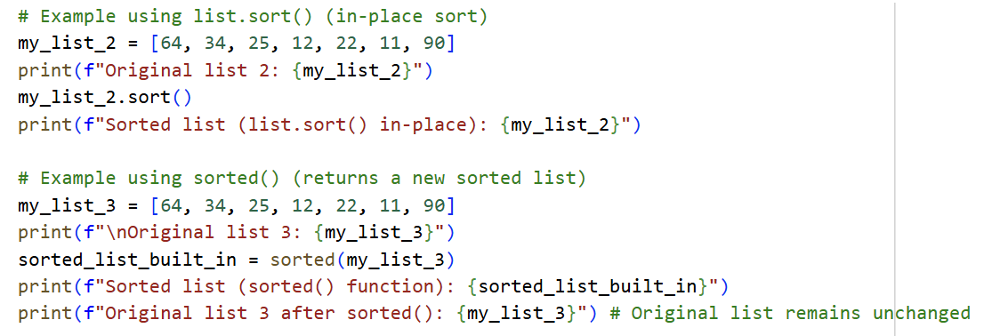 # Example using list.sort() (in-place sort)
my_list_2 = [64, 34, 25, 12, 22, 11, 90]
print(f"Original list 2: {my_list_2}")
my_list_2.sort()
print(f"Sorted list (list.sort() in-place): {my_list_2}")

# Example using sorted() (returns a new sorted list)
my_list_3 = [64, 34, 25, 12, 22, 11, 90]
print(f"\nOriginal list 3: {my_list_3}")
sorted_list_built_in = sorted(my_list_3)
print(f"Sorted list (sorted() function): {sorted_list_built_in}")
print(f"Original list 3 after sorted(): {my_list_3}") # Original list remains unchanged